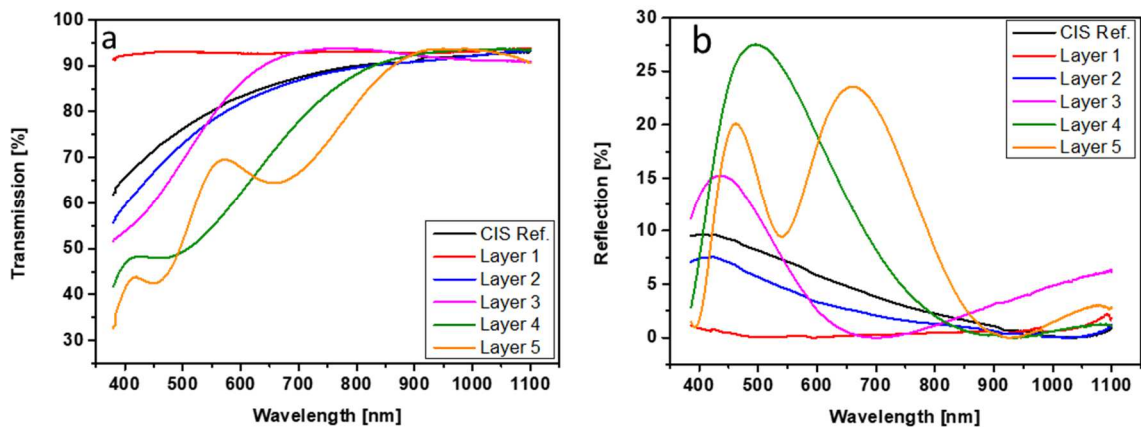 a
Transmission [%]
100
90
80
70
60
50
40
30
CIS Ref.
Layer 1
Layer 2
Layer 3
Layer 4
Layer 5
400 500 600 700 800 900 1000 1100
Wavelength [nm]
b
Reflection [%]
30
25
20
15
10
5
0
CIS Ref.
Layer 1
Layer 2
Layer 3
Layer 4
Layer 5
400 500 600 700 800 900 1000 1100
Wavelength [nm]